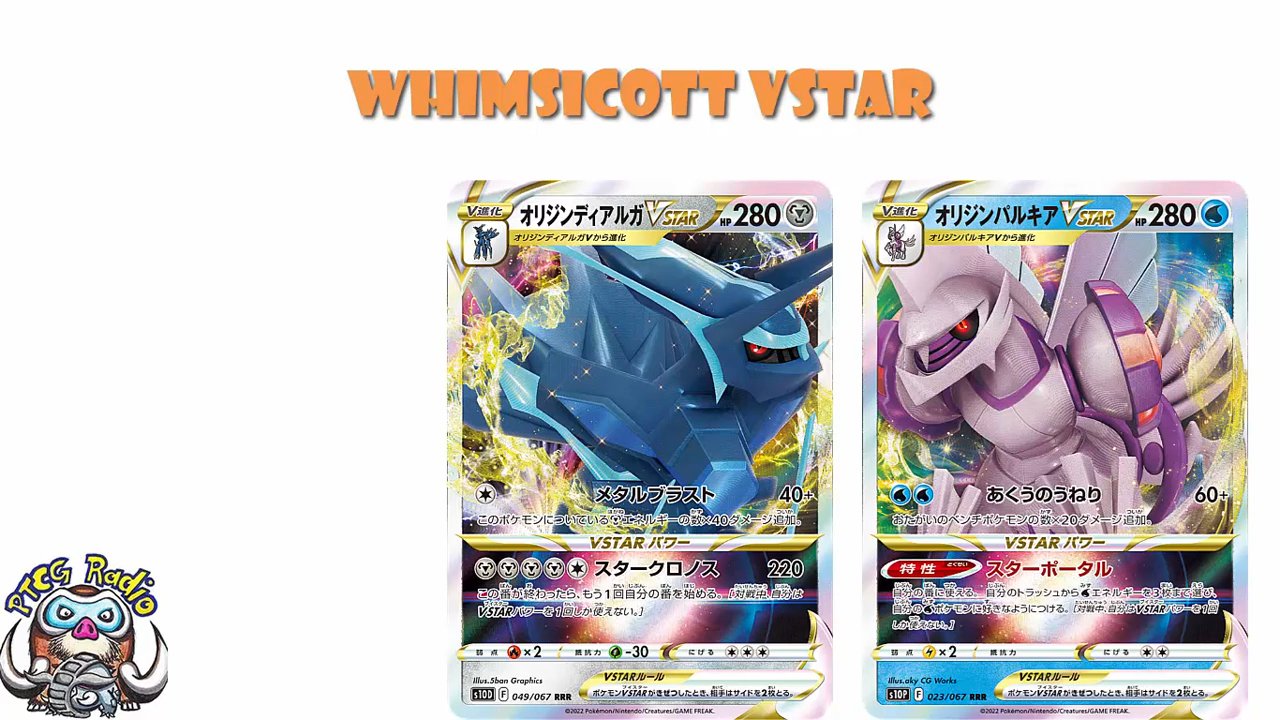 WHIMSICOTT VSTAR
V進化 オリジンディアルガ VSTAR HP 280
オリジンディアルガVから進化
メタルブラスト 40+
このポケモンについているエネルギーの数×40ダメージ追加。
VSTARパワー
スタークロノス 220
この番が終わったら、もう1回自分の番を始める。[対戦中、自分は
VSTARパワーを1回しか使えない。]
弱点 ×2 抵抗力 -30 にげる
Illus.5ban Graphics
VSTARルール
s10D F 049/067 RRR
ポケモンVSTARがきぜつしたとき、相手はサイドを2枚とる。
©2022 Pokémon/Nintendo/Creatures/GAME FREAK.
V進化 オリジンパルキア VSTAR HP 280
オリジンパルキアVから進化
あくうのうねり 60+
おたがいのベンチポケモンの数×20ダメージ追加。
VSTARパワー
特性 スターポータル
自分の番に使える。自分のトラッシュからエネルギーを3枚まで選び、
自分のポケモンに好きなようにつける。[対戦中、自分はVSTARパワーを1回
しか使えない。]
弱点 ×2 抵抗力 にげる
Illus.aky CG Works
VSTARルール
s10P F 023/067 RRR
ポケモンVSTARがきぜつしたとき、相手はサイドを2枚とる。
©2022 Pokémon/Nintendo/Creatures/GAME FREAK.
PTCG Radio